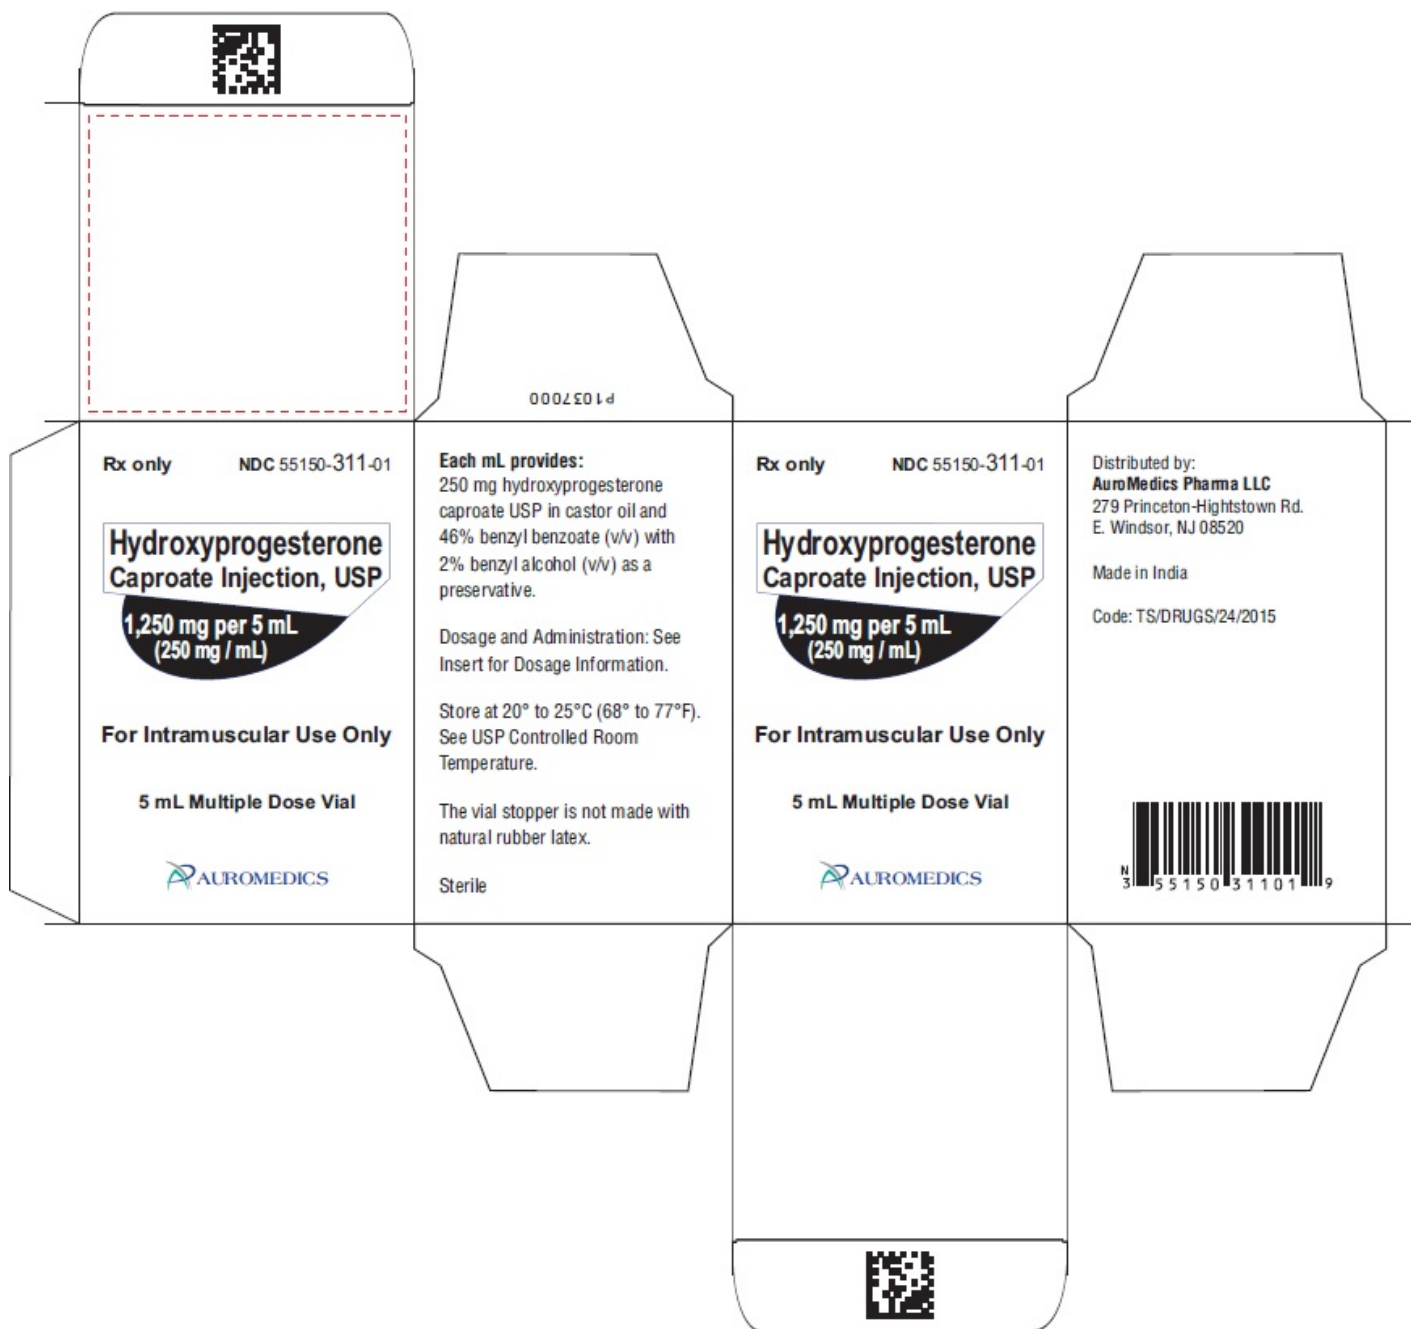 P1037000
Rx only NDC 55150-311-01
Hydroxyprogesterone
Caproate Injection, USP
1,250 mg per 5 mL
(250 mg / mL)
For Intramuscular Use Only
5 mL Multiple Dose Vial
AUROMEDICS
Each mL provides:
250 mg hydroxyprogesterone
caproate USP in castor oil and
46% benzyl benzoate (v/v) with
2% benzyl alcohol (v/v) as a
preservative.
Dosage and Administration: See
Insert for Dosage Information.
Store at 20° to 25°C (68° to 77°F).
See USP Controlled Room
Temperature.
The vial stopper is not made with
natural rubber latex.
Sterile
Rx only NDC 55150-311-01
Hydroxyprogesterone
Caproate Injection, USP
1,250 mg per 5 mL
(250 mg / mL)
For Intramuscular Use Only
5 mL Multiple Dose Vial
AUROMEDICS
Distributed by:
AuroMedics Pharma LLC
279 Princeton-Hightstown Rd.
E. Windsor, NJ 08520
Made in India
Code: TS/DRUGS/24/2015
N
3 55150 31101 9